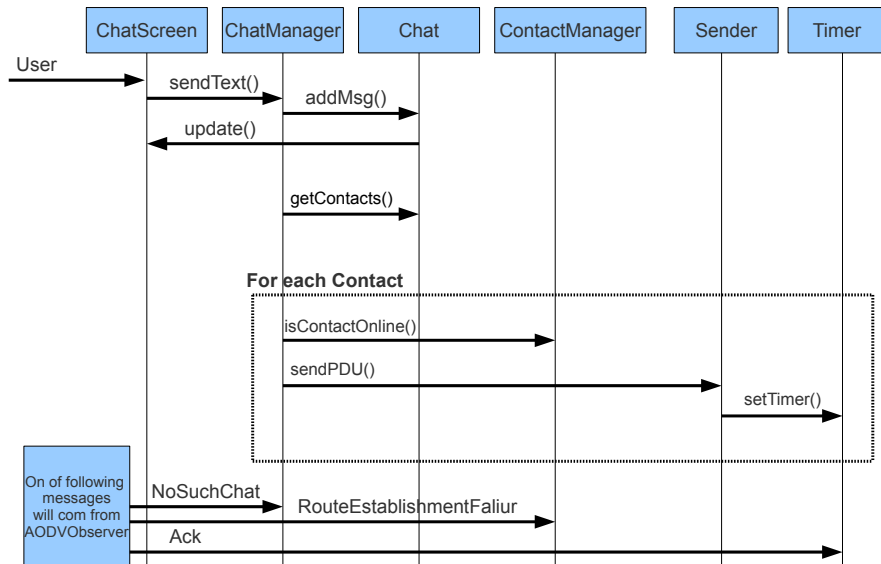 ChatScreen ChatManager Chat ContactManager Sender Timer
User
sendText()
addMsg()
update()
getContacts()
For each Contact
isContactOnline()
sendPDU()
setTimer()
On of following
messages
will com from
AODVObserver
NoSuchChat
RouteEstablishmentFaliur
Ack